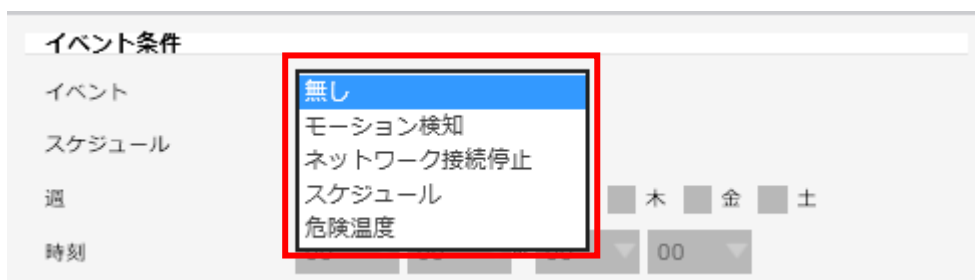 イベント条件
イベント
無し
モーション検知
スケジュール
ネットワーク接続停止
スケジュール
週
木 金 土
危険温度
時刻
00